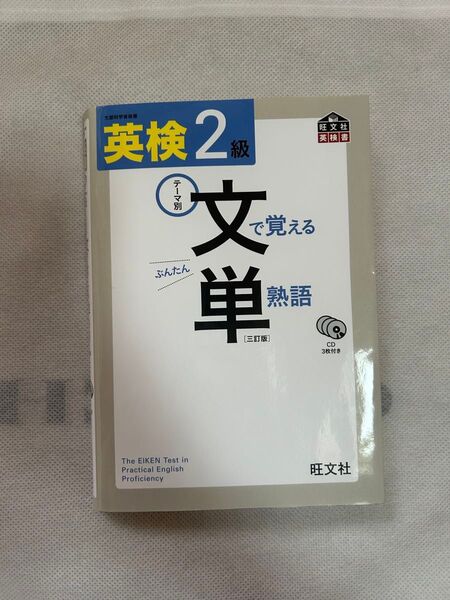 文部科学省後援
英検2級
旺文社
英検書
テーマ別
文で覚える
ぶんたん
単熟語
[三訂版]
CD
3枚付き
The EIKEN Test in
Practical English
Proficiency
旺文社